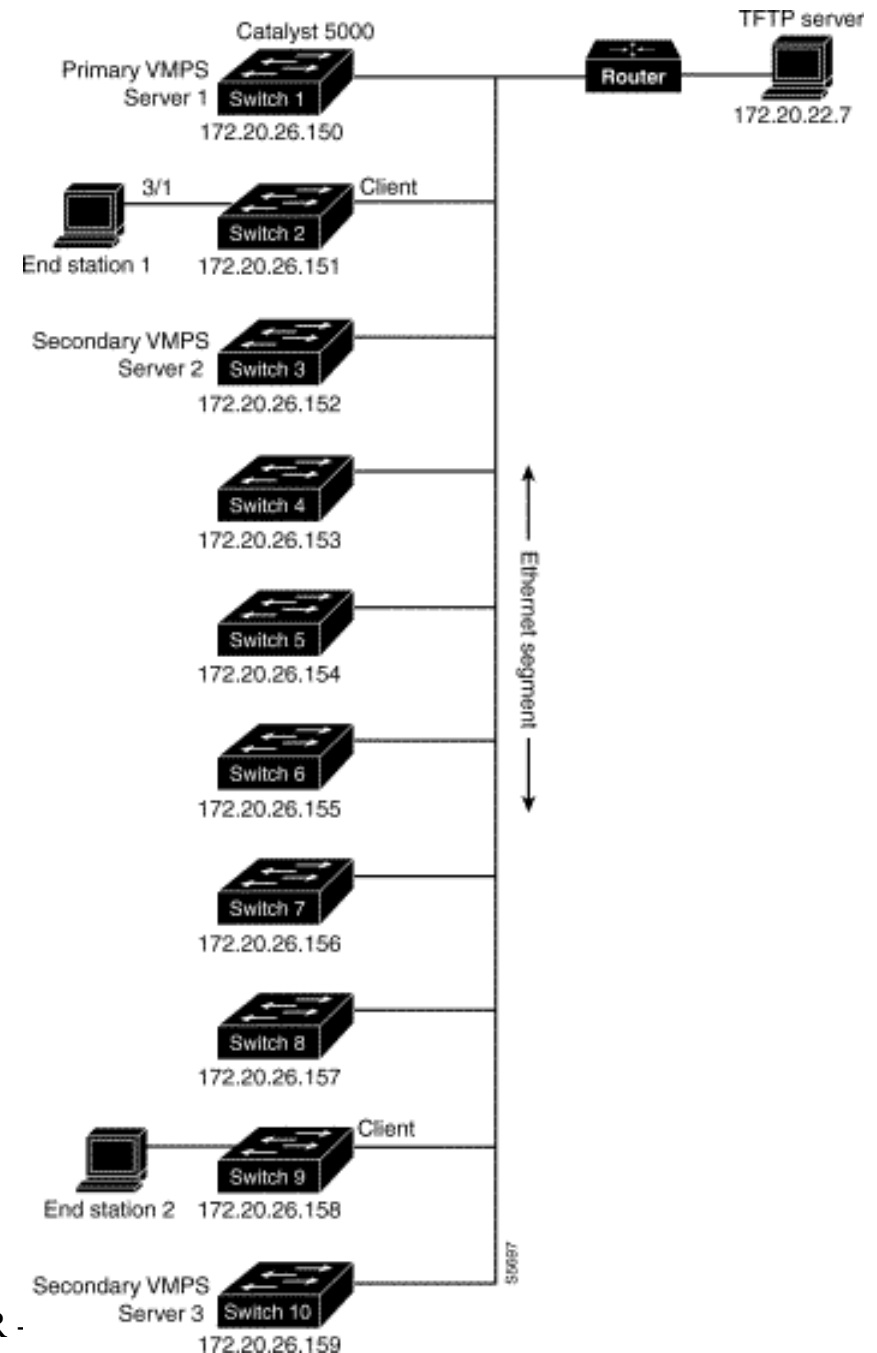 Catalyst 5000
TFTP server
Primary VMPS
Server 1
Switch 1
Router
172.20.26.150
172.20.22.7
3/1
Client
Switch 2
End station 1
172.20.26.151
Secondary VMPS
Server 2
Switch 3
172.20.26.152
Switch 4
172.20.26.153
Ethernet segment
Switch 5
172.20.26.154
Switch 6
172.20.26.155
Switch 7
172.20.26.156
Switch 8
172.20.26.157
Client
Switch 9
End station 2
172.20.26.158
S5697
Secondary VMPS
Server 3
Switch 10
R -
172.20.26.159